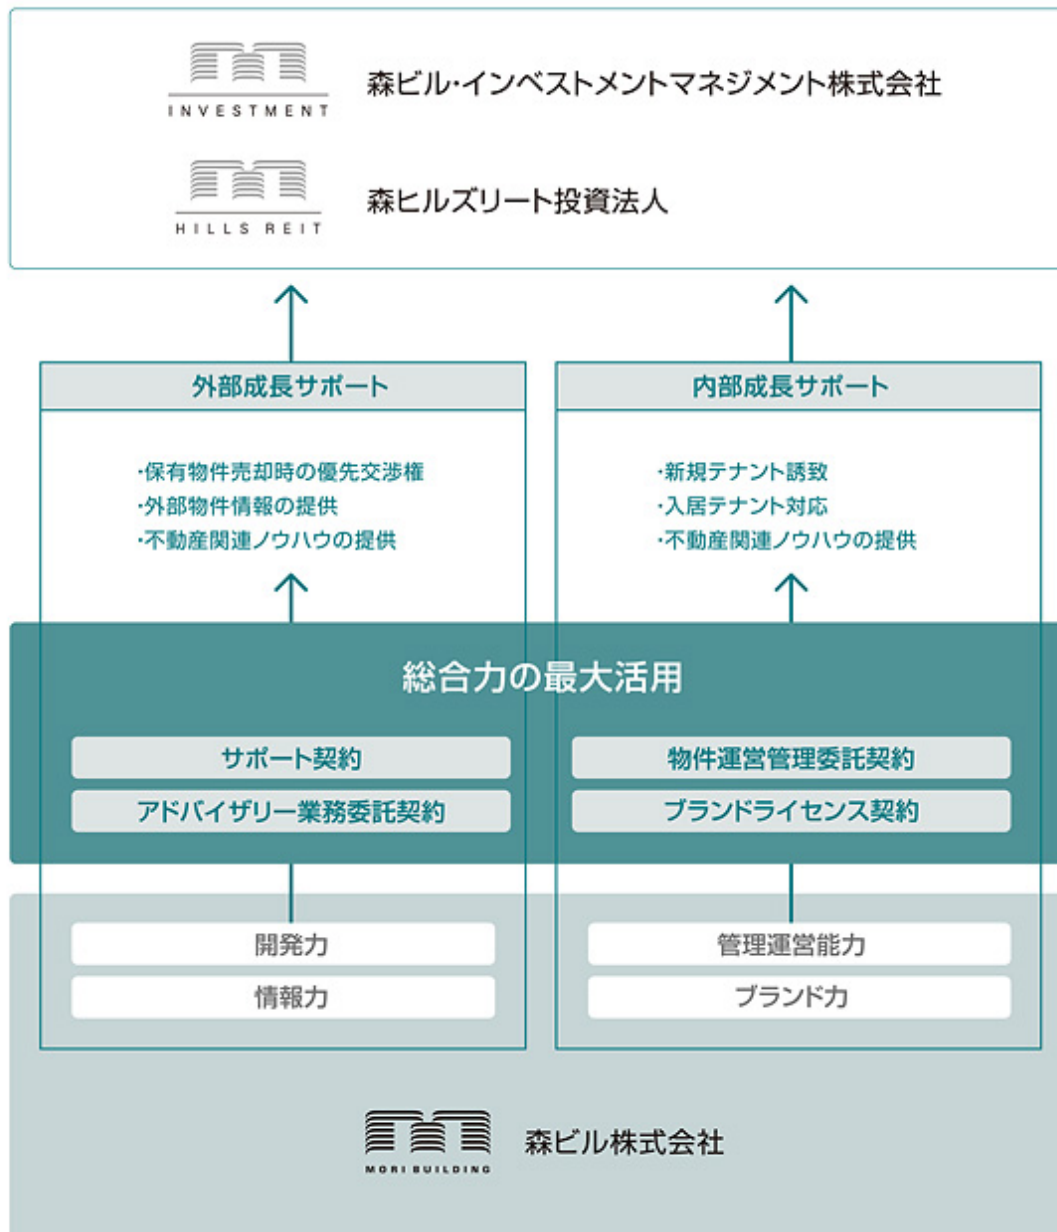 INVESTMENT
森ビル・インベストメントマネジメント株式会社
HILLS REIT
森ヒルズリート投資法人
外部成長サポート
・保有物件売却時の優先交渉権
・外部物件情報の提供
・不動産関連ノウハウの提供
内部成長サポート
・新規テナント誘致
・入居テナント対応
・不動産関連ノウハウの提供
総合力の最大活用
サポート契約
アドバイザリー業務委託契約
物件運営管理委託契約
ブランドライセンス契約
開発力
情報力
管理運営能力
ブランド力
MORI BUILDING
森ビル株式会社